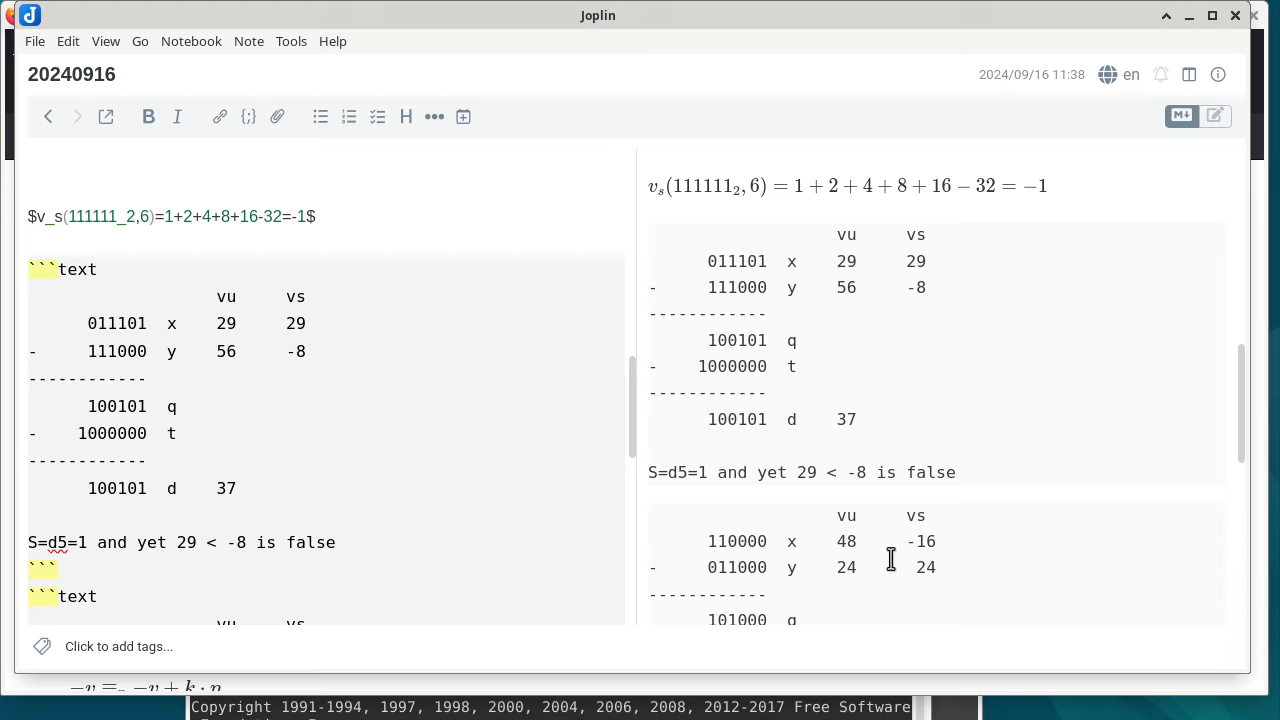 Joplin
File Edit View Go Notebook Note Tools Help
20240916
2024/09/16 11:38 en
$v_s(111111_2,6)=1+2+4+8+16-32=-1$
```text
vu vs
011101 x 29 29
- 111000 y 56 -8
------------
100101 q
- 1000000 t
------------
100101 d 37
S=d5=1 and yet 29 < -8 is false
```
```text
vu vs
v_s(111111_2, 6) = 1 + 2 + 4 + 8 + 16 − 32 = −1
vu vs
011101 x 29 29
- 111000 y 56 -8
------------
100101 q
- 1000000 t
------------
100101 d 37
S=d5=1 and yet 29 < -8 is false
vu vs
110000 x 48 -16
- 011000 y 24 24
------------
101000 q
Click to add tags...
Copyright 1991-1994, 1997, 1998, 2000, 2004, 2006, 2008, 2012-2017 Free Software